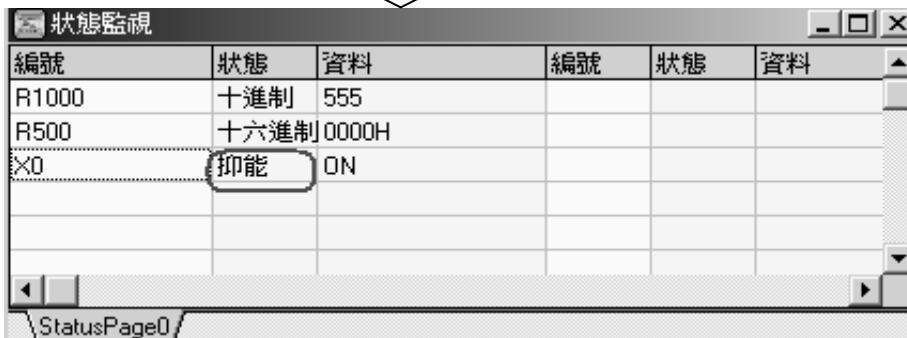 狀態監視
編號 狀態 資料 編號 狀態 資料
R1000 十進制 555
R500 十六進制 0000H
X0 抑能 ON
StatusPage0